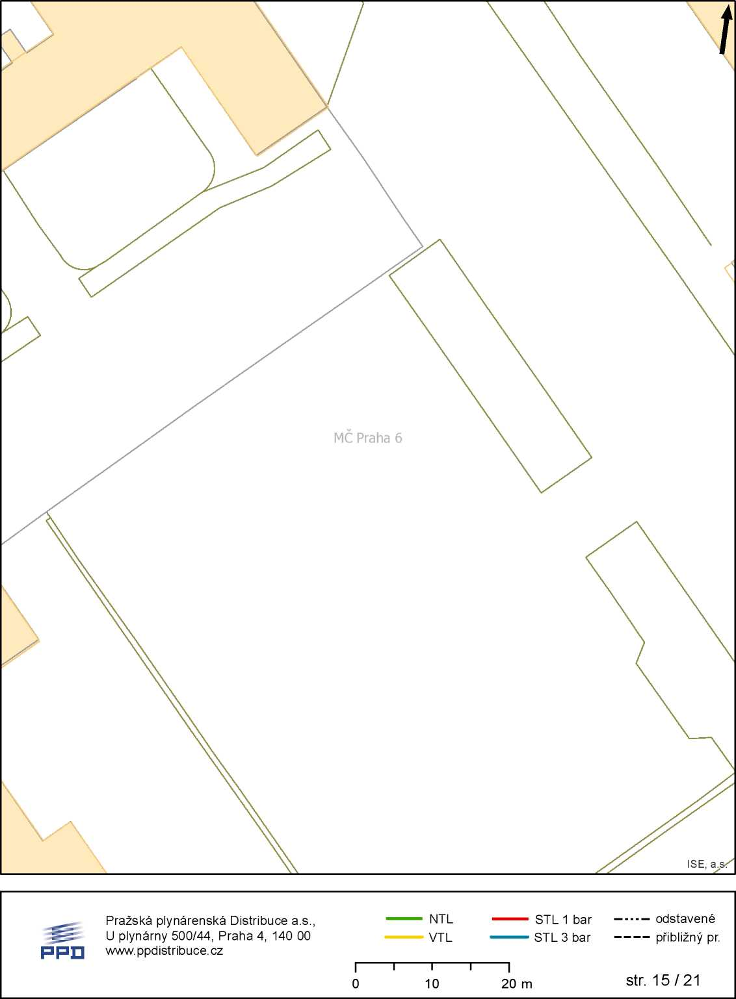 MČ Praha 6
ISE, a.s.
PPD
Pražská plynárenská Distribuce a.s.,
U plynárny 500/44, Praha 4, 140 00
www.ppdistribuce.cz
NTL
STL 1 bar
odstavené
VTL
STL 3 bar
přibližný pr.
0 10 20 m
str. 15 / 21